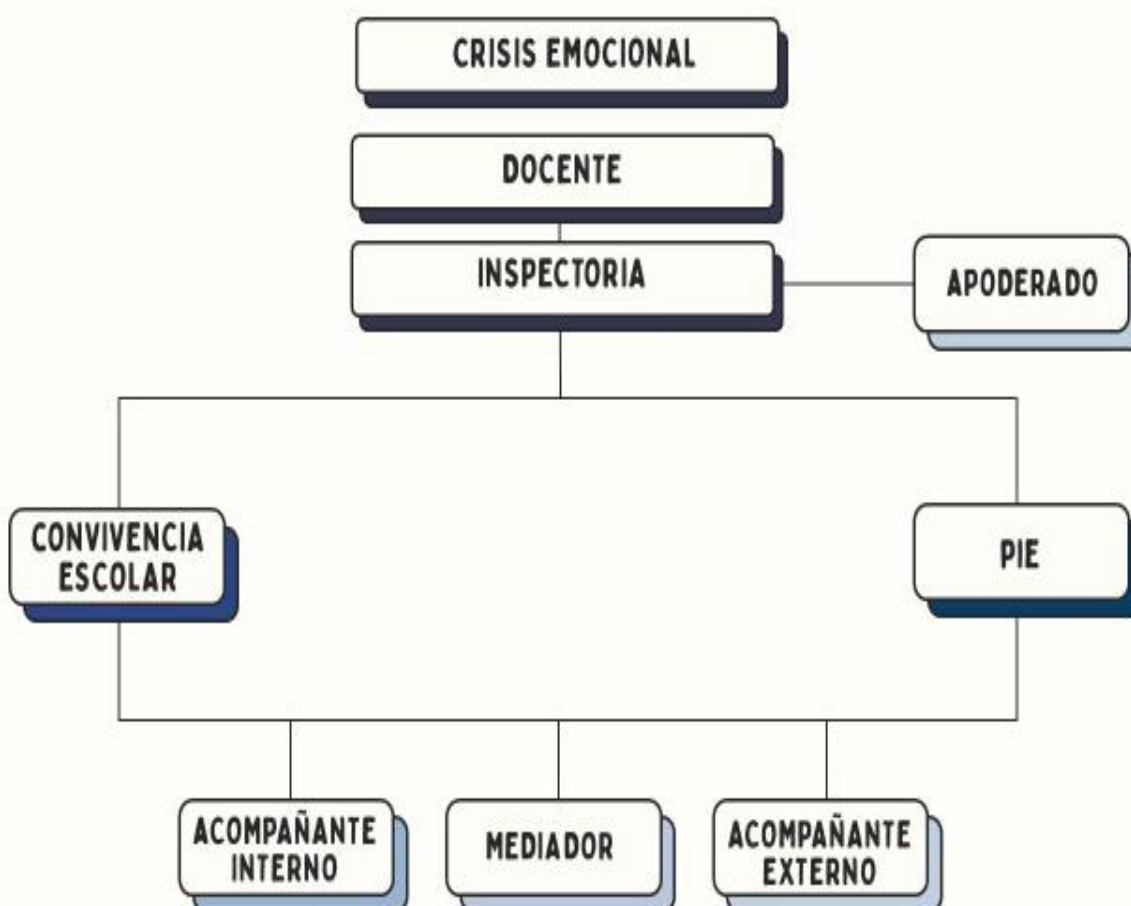 CRISIS EMOCIONAL
DOCENTE
INSPECTORIA
APODERADO
CONVIVENCIA
ESCOLAR
PIE
ACOMPAÑANTE
INTERNO
MEDIADOR
ACOMPAÑANTE
EXTERNO